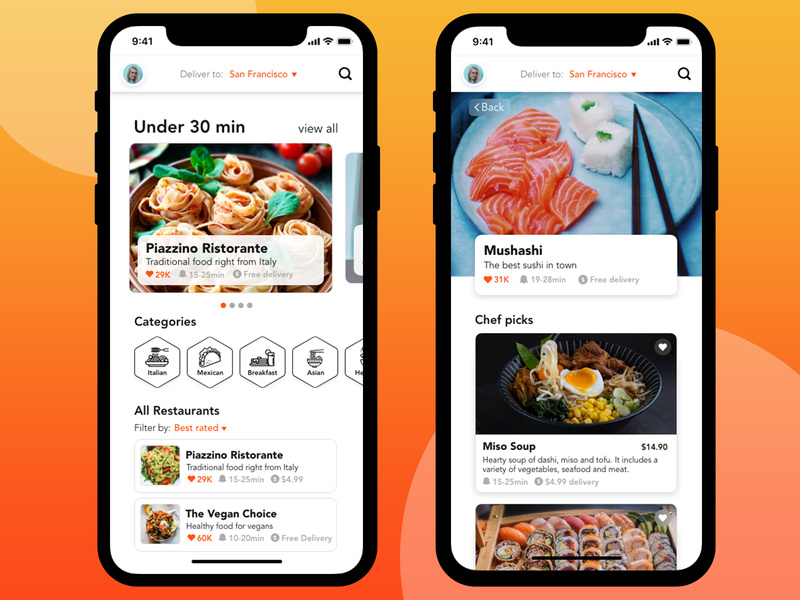 9:41
Deliver to: San Francisco ▾
Under 30 min
view all
Piazzino Ristorante
Traditional food right from Italy
29K 15-25min $ Free delivery
Categories
Italian
Mexican
Breakfast
Asian
He
All Restaurants
Filter by: Best rated ▾
Piazzino Ristorante
Traditional food right from Italy
29K 15-25min $ $4.99
The Vegan Choice
Healthy food for vegans
60K 10-20min $ Free Delivery
9:41
Deliver to: San Francisco ▾
<Back
Mushashi
The best sushi in town
31K 19-28min $ Free delivery
Chef picks
Miso Soup $14.90
Hearty soup of dashi, miso and tofu. It includes a
variety of vegetables, seafood and meat.
15-25min $ $4.99 delivery